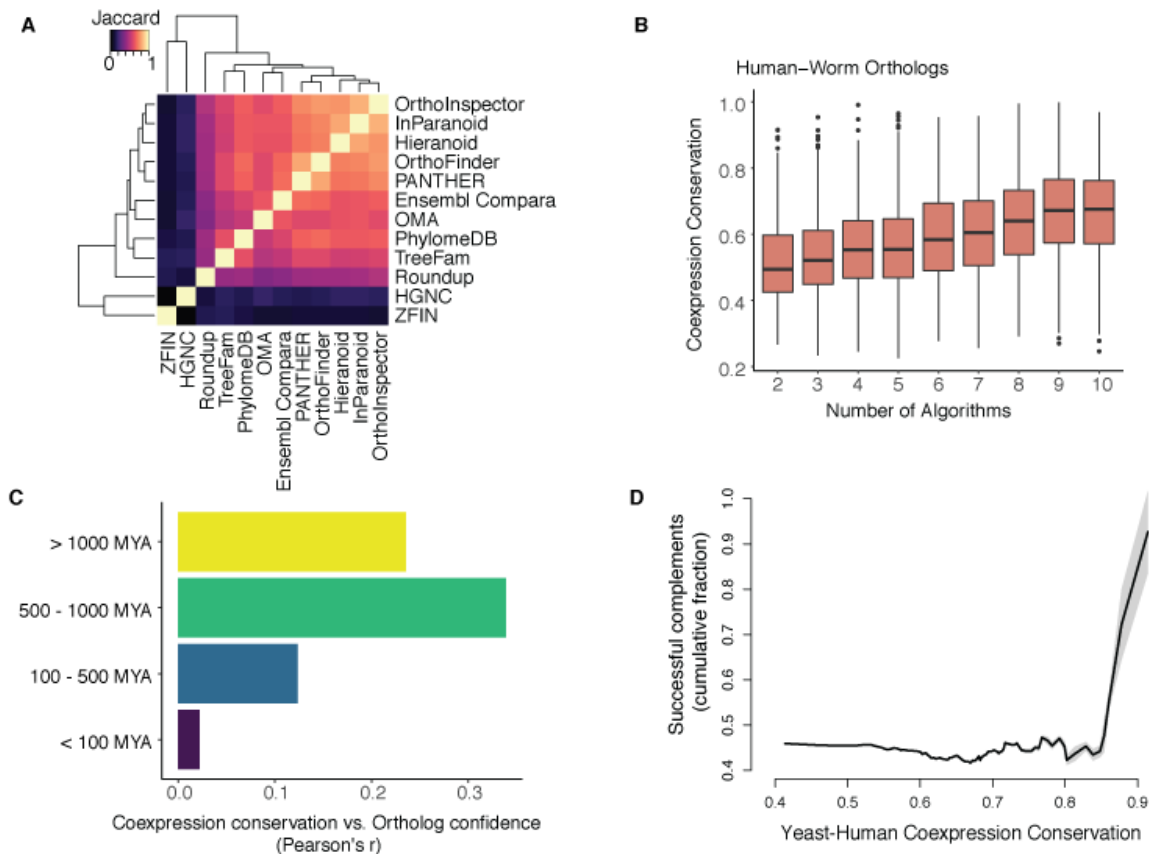 A
Jaccard
0 1
OrthoInspector
InParanoid
Hieranoid
OrthoFinder
PANTHER
Ensembl Compara
OMA
PhylomeDB
TreeFam
Roundup
HGNC
ZFIN
ZFIN
HGNC
Roundup
TreeFam
PhylomeDB
OMA
Ensembl Compara
PANTHER
OrthoFinder
Hieranoid
InParanoid
OrthoInspector
B
Human-Worm Orthologs
Coexpression Conservation
1.0
0.8
0.6
0.4
0.2
2 3 4 5 6 7 8 9 10
Number of Algorithms
C
> 1000 MYA
500 - 1000 MYA
100 - 500 MYA
< 100 MYA
0.0 0.1 0.2 0.3
Coexpression conservation vs. Ortholog confidence
(Pearson's r)
D
Successful complements
(cumulative fraction)
1.0
0.9
0.8
0.7
0.6
0.5
0.4
0.4 0.5 0.6 0.7 0.8 0.9
Yeast-Human Coexpression Conservation